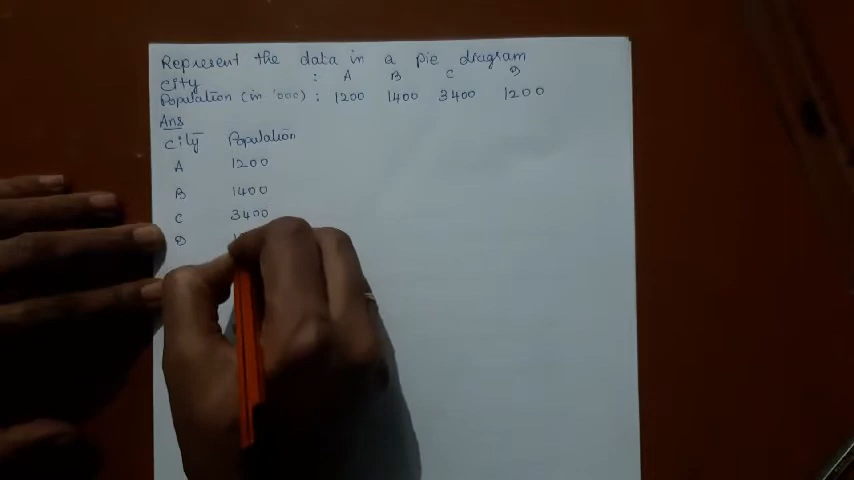 Represent the data in a pie diagram
City : A B C D
Population (in '000) : 1200 1400 3400 1200
Ans
City Population
A 1200
B 1400
C 3400
D